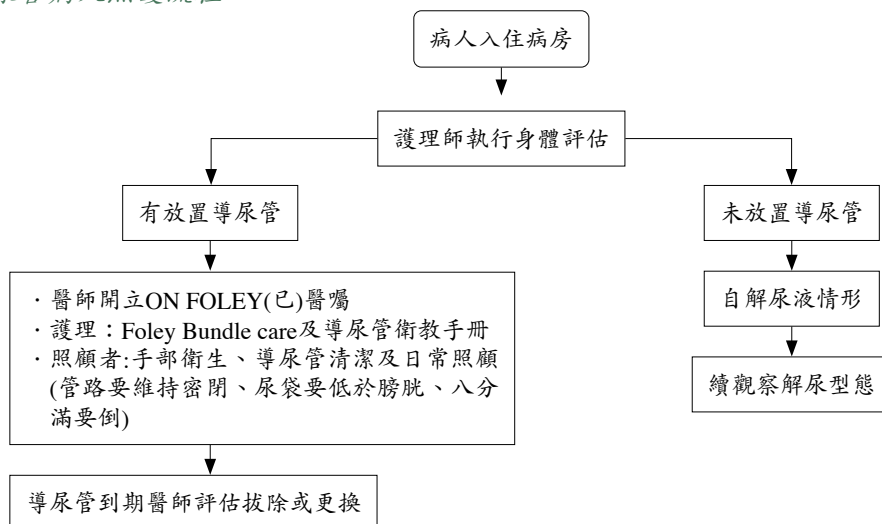 病人入住病房
護理師執行身體評估
有放置導尿管
未放置導尿管
·醫師開立ON FOLEY(已)醫囑
·護理：Foley Bundle care及導尿管衛教手冊
·照顧者:手部衛生、導尿管清潔及日常照顧
(管路要維持密閉、尿袋要低於膀胱、八分
滿要倒)
自解尿液情形
續觀察解尿型態
導尿管到期醫師評估拔除或更換